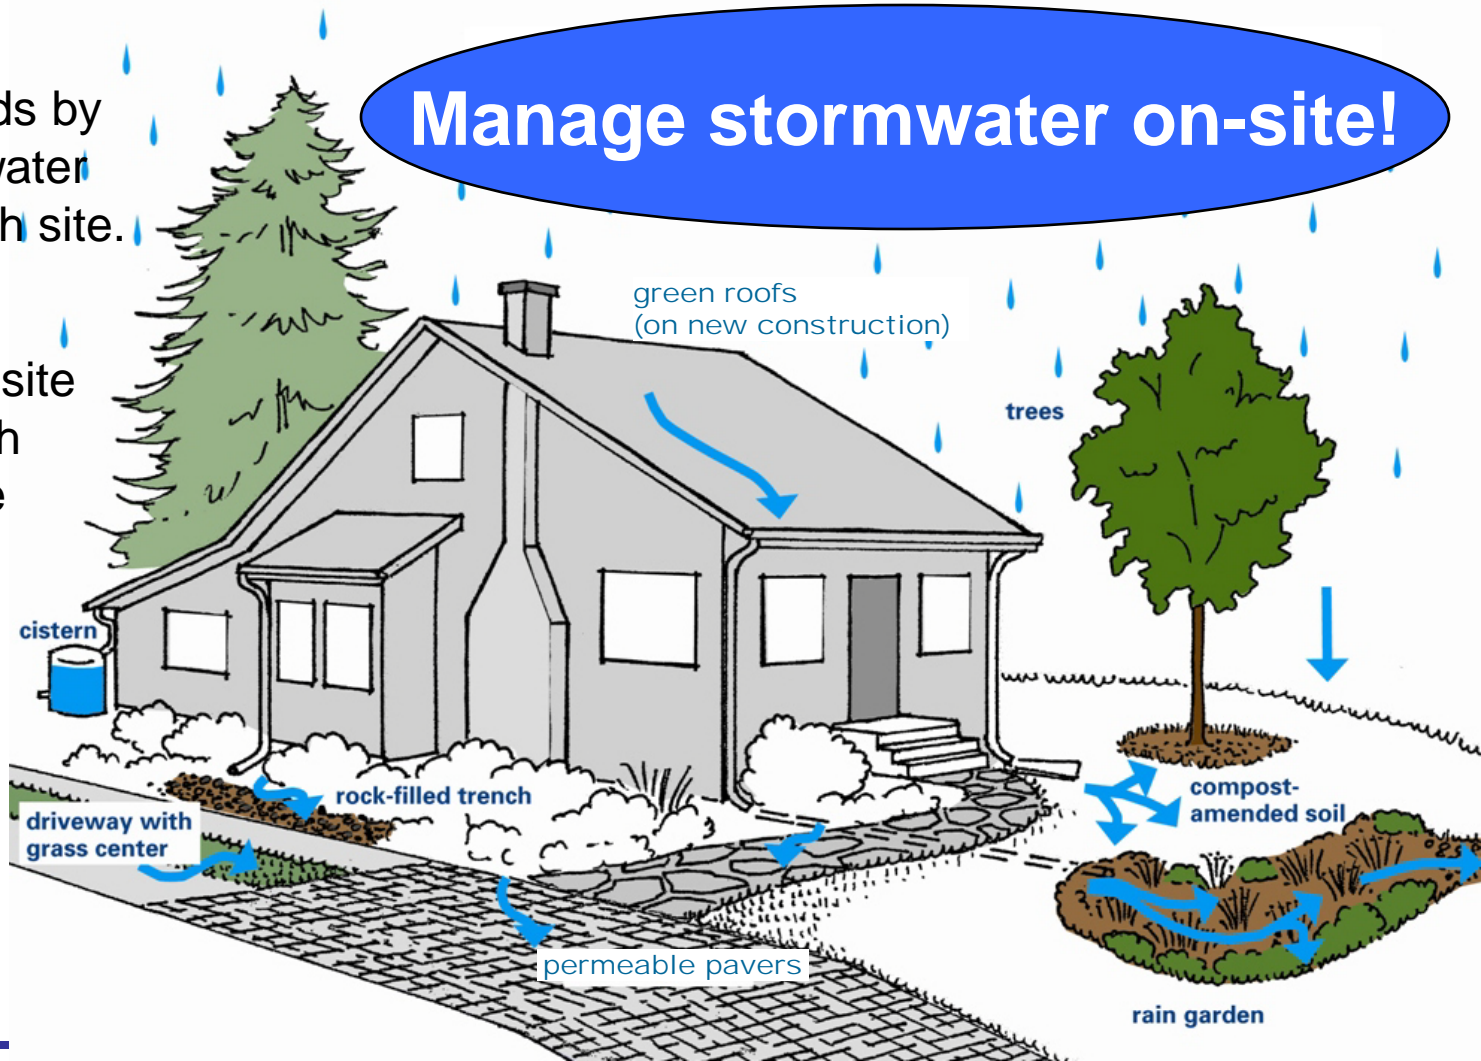 Manage stormwater on-site!
ds by
water
h site.
site
h
e
green roofs
(on new construction)
trees
cistern
rock-filled trench
driveway with
grass center
compost-
amended soil
permeable pavers
rain garden